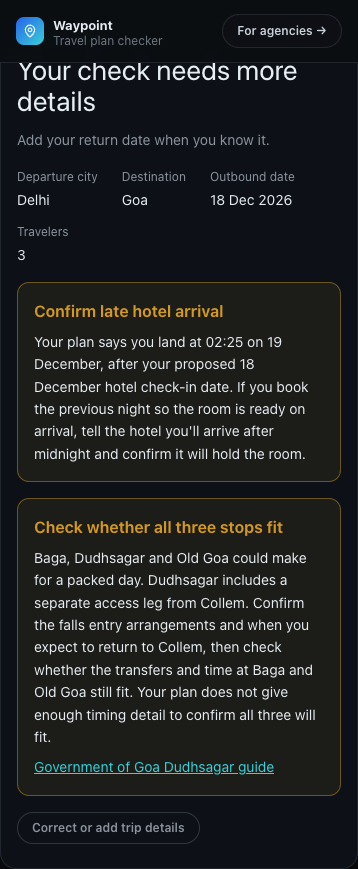 Waypoint
Travel plan checker
For agencies →
Your check needs more
details
Add your return date when you know it.
Departure city
Delhi
Destination
Goa
Outbound date
18 Dec 2026
Travelers
3
Confirm late hotel arrival
Your plan says you land at 02:25 on 19
December, after your proposed 18
December hotel check-in date. If you book
the previous night so the room is ready on
arrival, tell the hotel you'll arrive after
midnight and confirm it will hold the room.
Check whether all three stops fit
Baga, Dudhsagar and Old Goa could make
for a packed day. Dudhsagar includes a
separate access leg from Collem. Confirm
the falls entry arrangements and when you
expect to return to Collem, then check
whether the transfers and time at Baga and
Old Goa still fit. Your plan does not give
enough timing detail to confirm all three will
fit.
Government of Goa Dudhsagar guide
Correct or add trip details